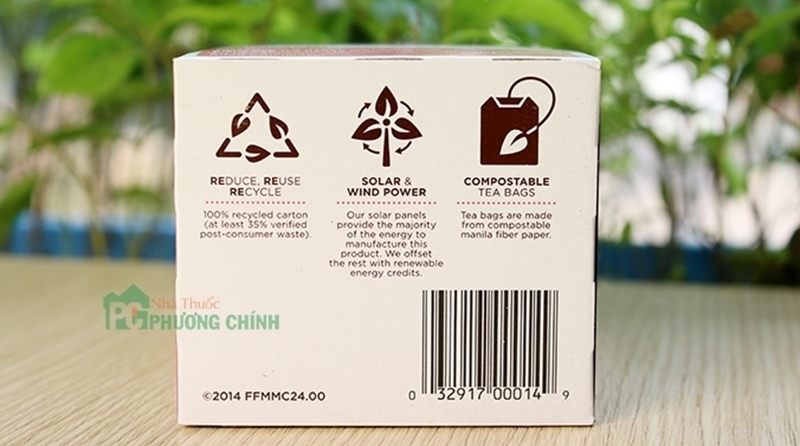 REDUCE, REUSE
RECYCLE
100% recycled carton
(at least 35% verified
post-consumer waste).
SOLAR &
WIND POWER
Our solar panels
provide the majority
of the energy to
manufacture this
product. We offset
the rest with renewable
energy credits.
COMPOSTABLE
TEA BAGS
Tea bags are made
from compostable
manila fiber paper.
PC Nhà Thuốc
PHƯƠNG CHÍNH
©2014 FFMMC24.00
0 32917 00014 9